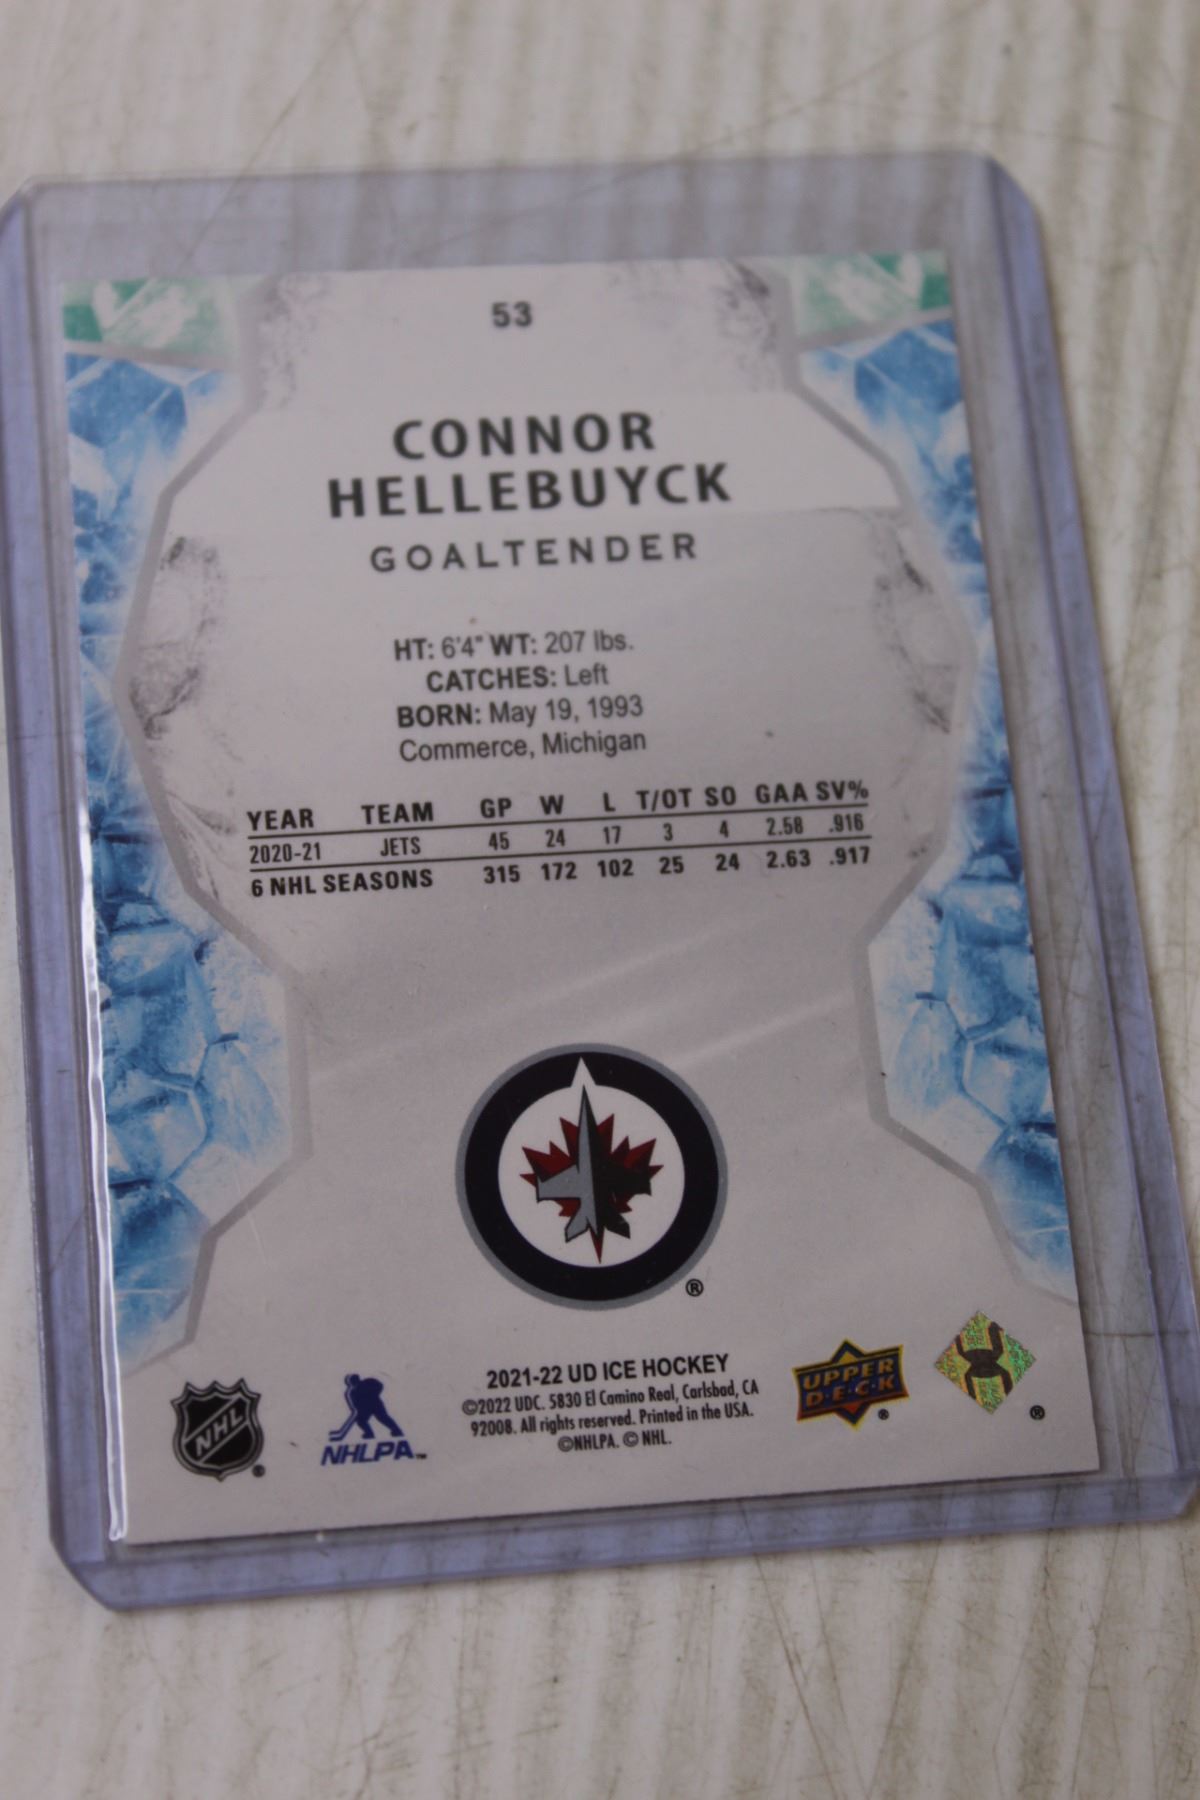 53
CONNOR
HELLEBUYCK
GOALTENDER
HT: 6'4" WT: 207 lbs.
CATCHES: Left
BORN: May 19, 1993
Commerce, Michigan
YEAR TEAM GP W L T/OT SO GAA SV%
2020-21 JETS 45 24 17 3 4 2.58 .916
6 NHL SEASONS 315 172 102 25 24 2.63 .917
®
2021-22 UD ICE HOCKEY
©2022 UDC. 5830 El Camino Real, Carlsbad, CA
92008. All rights reserved. Printed in the USA.
©NHLPA. © NHL.
NHL ®
NHLPA™
UPPER
D·E·C·K ®
®